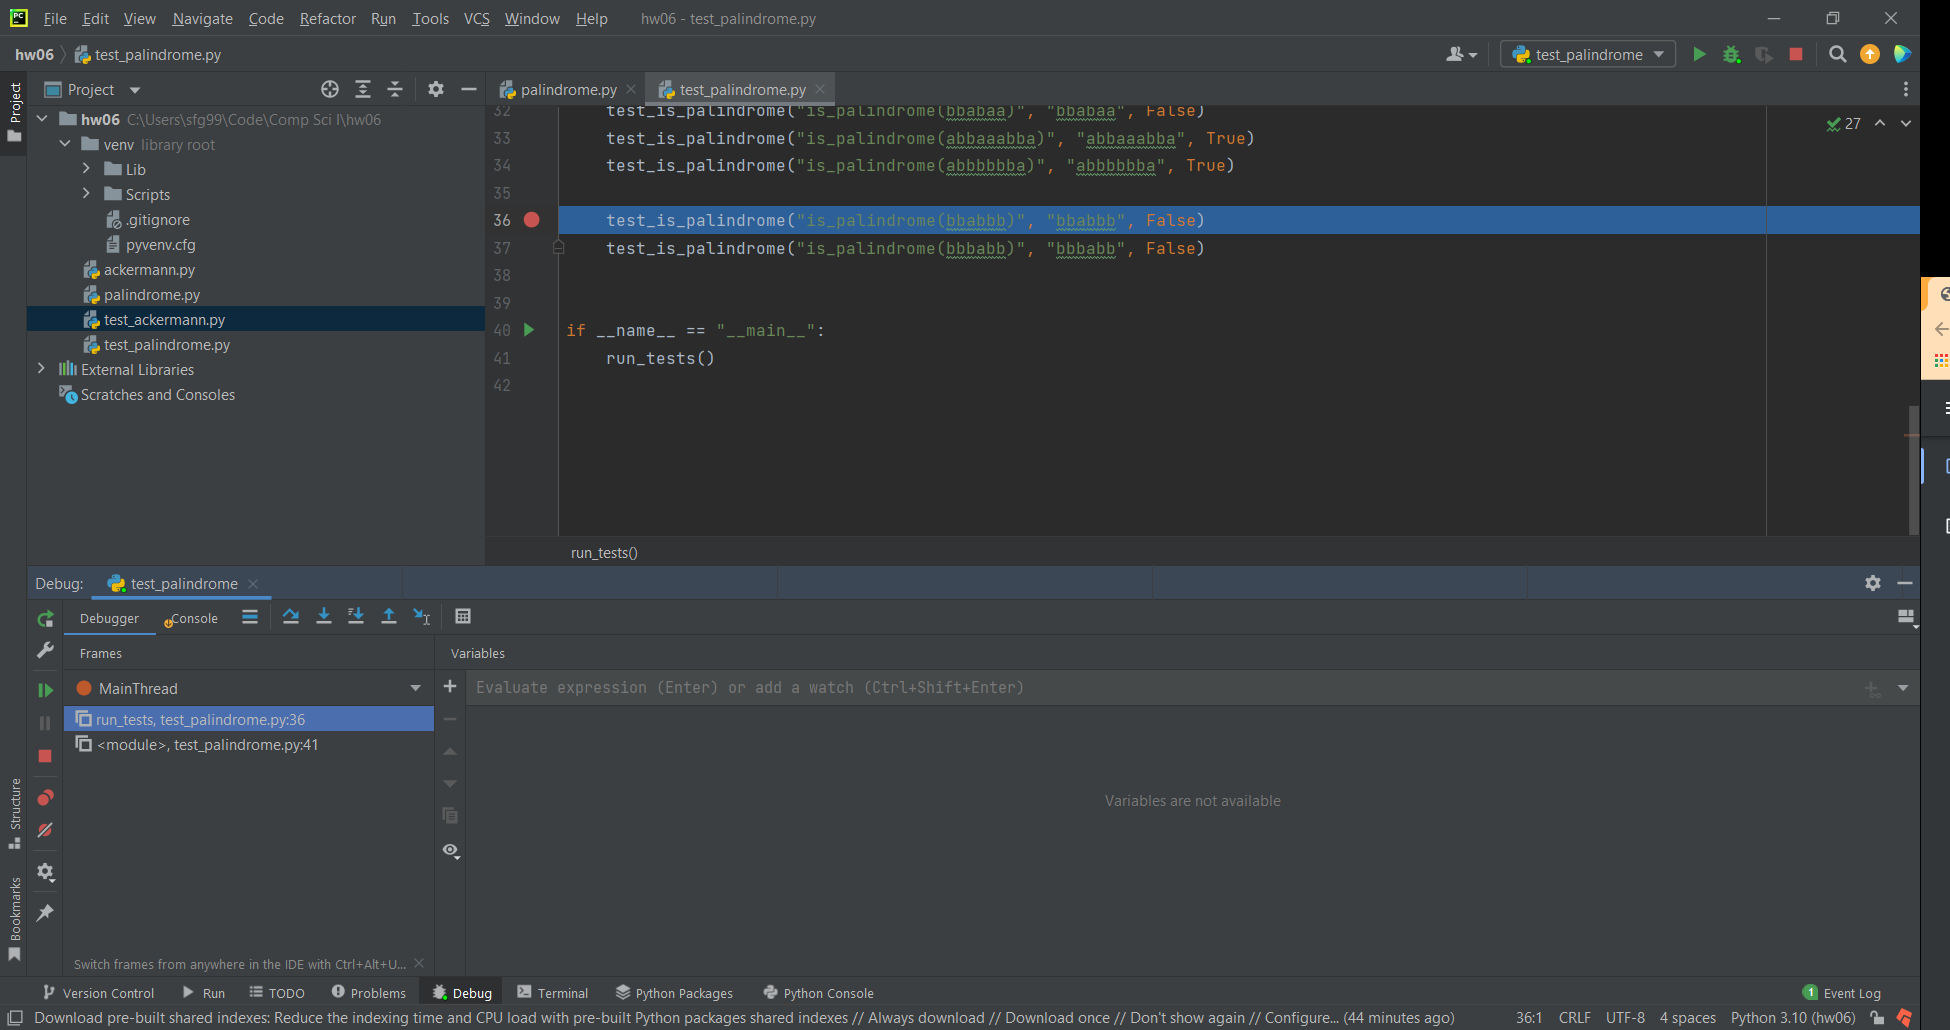 File Edit View Navigate Code Refactor Run Tools VCS Window Help hw06 - test_palindrome.py
hw06 test_palindrome.py test_palindrome
Project
Project
palindrome.py test_palindrome.py
hw06 C:\Users\sfg99\Code\Comp Sci I\hw06
venv library root
Lib
Scripts
.gitignore
pyvenv.cfg
ackermann.py
palindrome.py
test_ackermann.py
test_palindrome.py
External Libraries
Scratches and Consoles
27
32 test_is_palindrome("is_palindrome(bbabaa)", "bbabaa", False)
33 test_is_palindrome("is_palindrome(abbaaabba)", "abbaaabba", True)
34 test_is_palindrome("is_palindrome(abbbbbba)", "abbbbbba", True)
35
36 test_is_palindrome("is_palindrome(bbabbb)", "bbabbb", False)
37 test_is_palindrome("is_palindrome(bbbabb)", "bbbabb", False)
38
39
40 if __name__ == "__main__":
41 run_tests()
42
run_tests()
Debug: test_palindrome
Debugger Console
Frames
Variables
MainThread
Evaluate expression (Enter) or add a watch (Ctrl+Shift+Enter)
run_tests, test_palindrome.py:36
<module>, test_palindrome.py:41
Variables are not available
Structure
Bookmarks
Switch frames from anywhere in the IDE with Ctrl+Alt+U...
Version Control Run TODO Problems Debug Terminal Python Packages Python Console 1 Event Log
Download pre-built shared indexes: Reduce the indexing time and CPU load with pre-built Python packages shared indexes // Always download // Download once // Don't show again // Configure... (44 minutes ago) 36:1 CRLF UTF-8 4 spaces Python 3.10 (hw06)